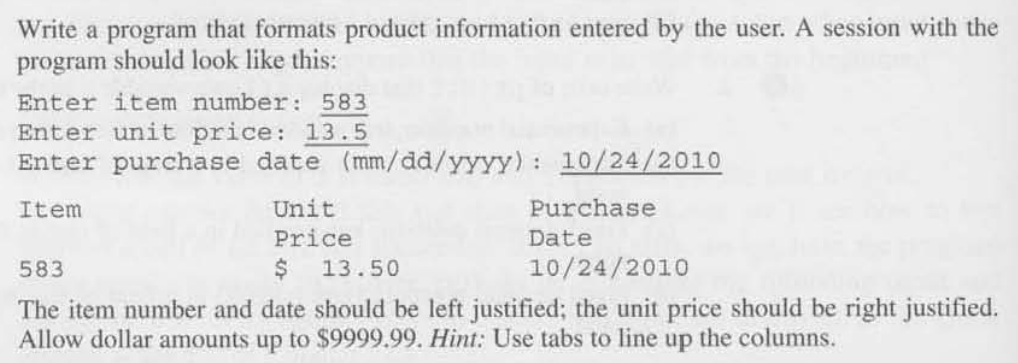 Write a program that formats product information entered by the user. A session with the
program should look like this:
Enter item number: 583
Enter unit price: 13.5
Enter purchase date (mm/dd/yyyy): 10/24/2010
Item Unit Purchase
Price Date
583 $ 13.50 10/24/2010
The item number and date should be left justified; the unit price should be right justified.
Allow dollar amounts up to $9999.99. Hint: Use tabs to line up the columns.